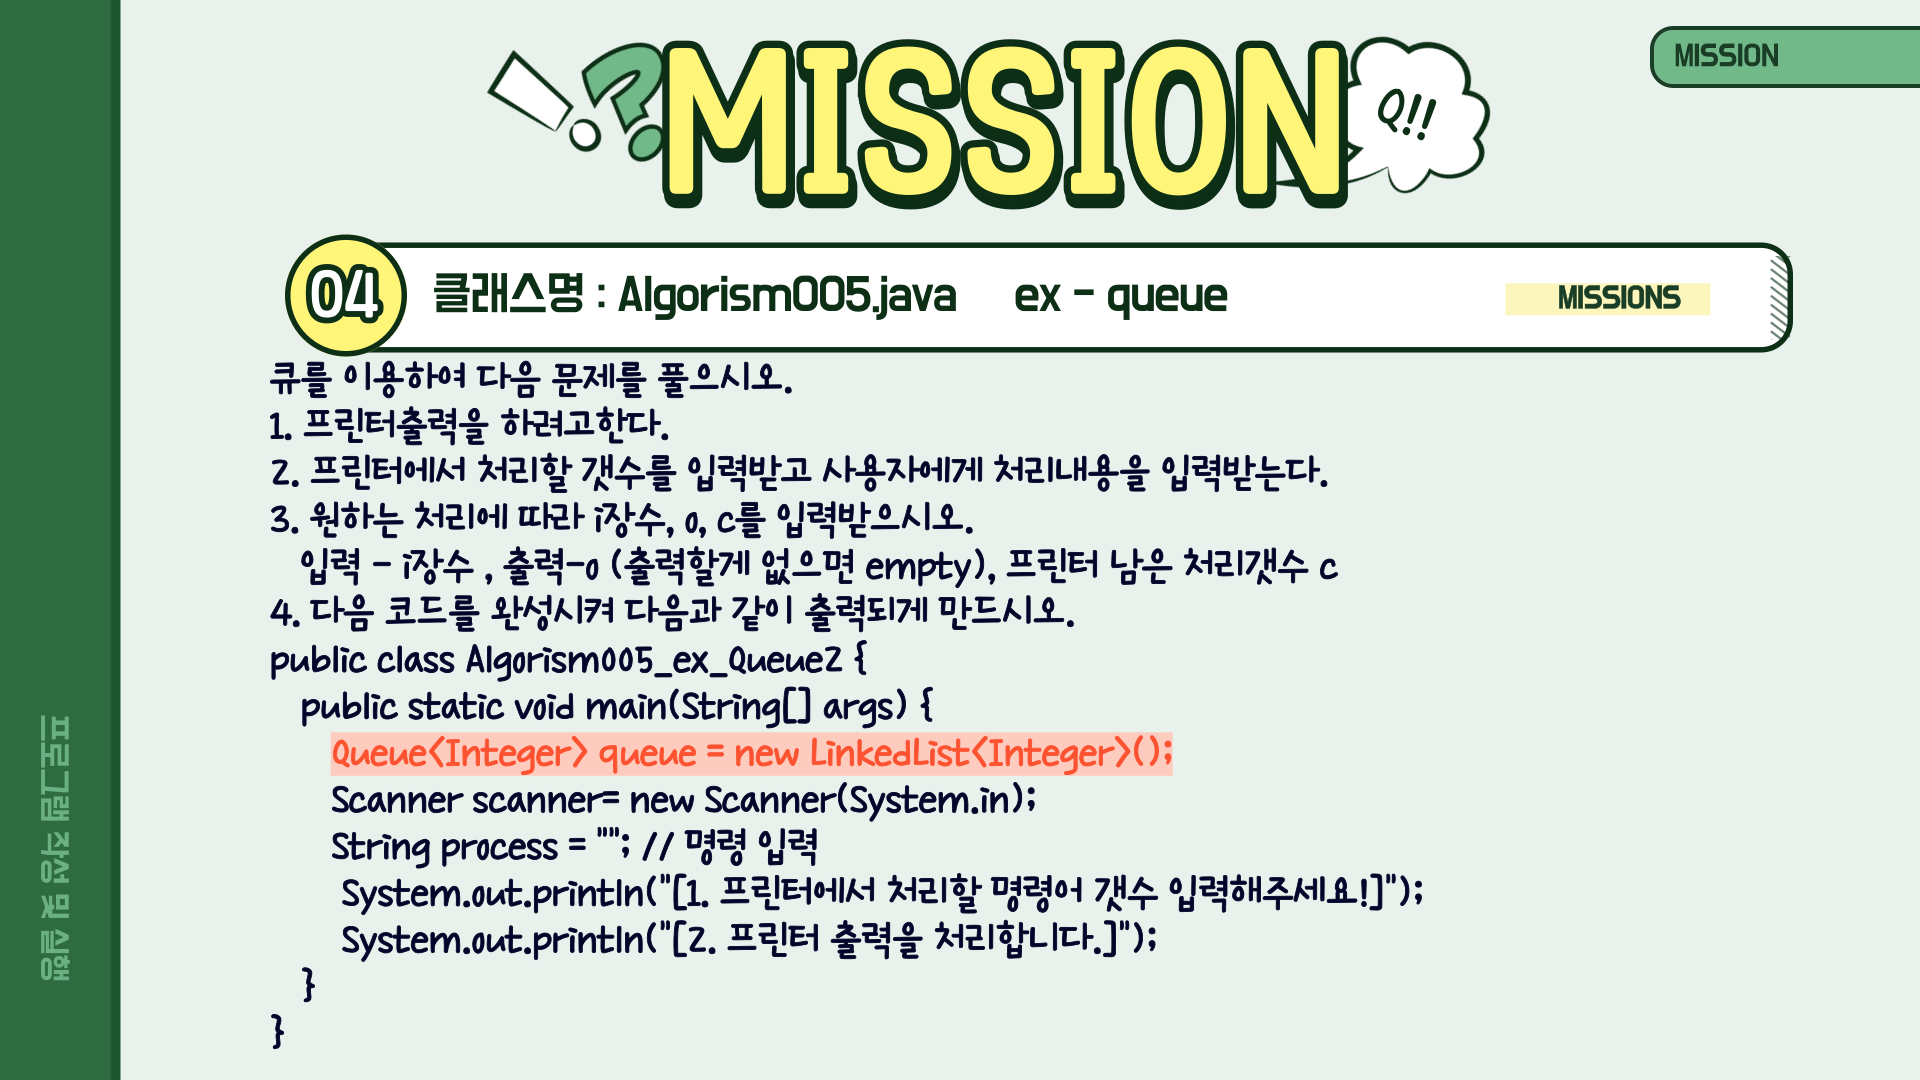 MISSION
!?
MISSION
Q!!
04
클래스명 : Algorism005.java ex - queue
MISSIONS
큐를 이용하여 다음 문제를 풀으시오.
1. 프린터출력을 하려고한다.
2. 프린터에서 처리할 갯수를 입력받고 사용자에게 처리내용을 입력받는다.
3. 원하는 처리에 따라 i장수, o, c를 입력받으시오.
입력 - i장수 , 출력-o (출력할게 없으면 empty), 프린터 남은 처리갯수 c
4. 다음 코드를 완성시켜 다음과 같이 출력되게 만드시오.
public class Algorism005_ex_Queue2 {
public static void main(String[] args) {
Queue<Integer> queue = new LinkedList<Integer>();
Scanner scanner= new Scanner(System.in);
String process = ""; // 명령 입력
System.out.println("[1. 프린터에서 처리할 명령어 갯수 입력해주세요!]");
System.out.println("[2. 프린터 출력을 처리합니다.]");
}
}
프로그램 작성 및 실행